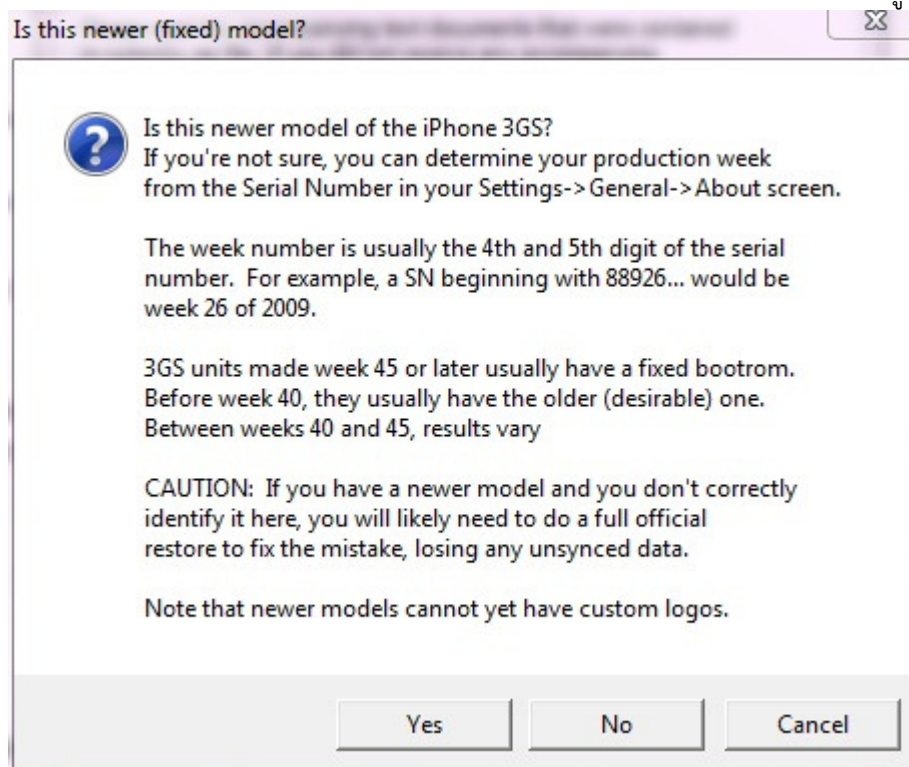 Is this newer (fixed) model?
Is this newer model of the iPhone 3GS?
If you're not sure, you can determine your production week
from the Serial Number in your Settings->General->About screen.
The week number is usually the 4th and 5th digit of the serial
number.  For example, a SN beginning with 88926... would be
week 26 of 2009.
3GS units made week 45 or later usually have a fixed bootrom.
Before week 40, they usually have the older (desirable) one.
Between weeks 40 and 45, results vary
CAUTION:  If you have a newer model and you don't correctly
identify it here, you will likely need to do a full official
restore to fix the mistake, losing any unsynced data.
Note that newer models cannot yet have custom logos.
Yes
No
Cancel